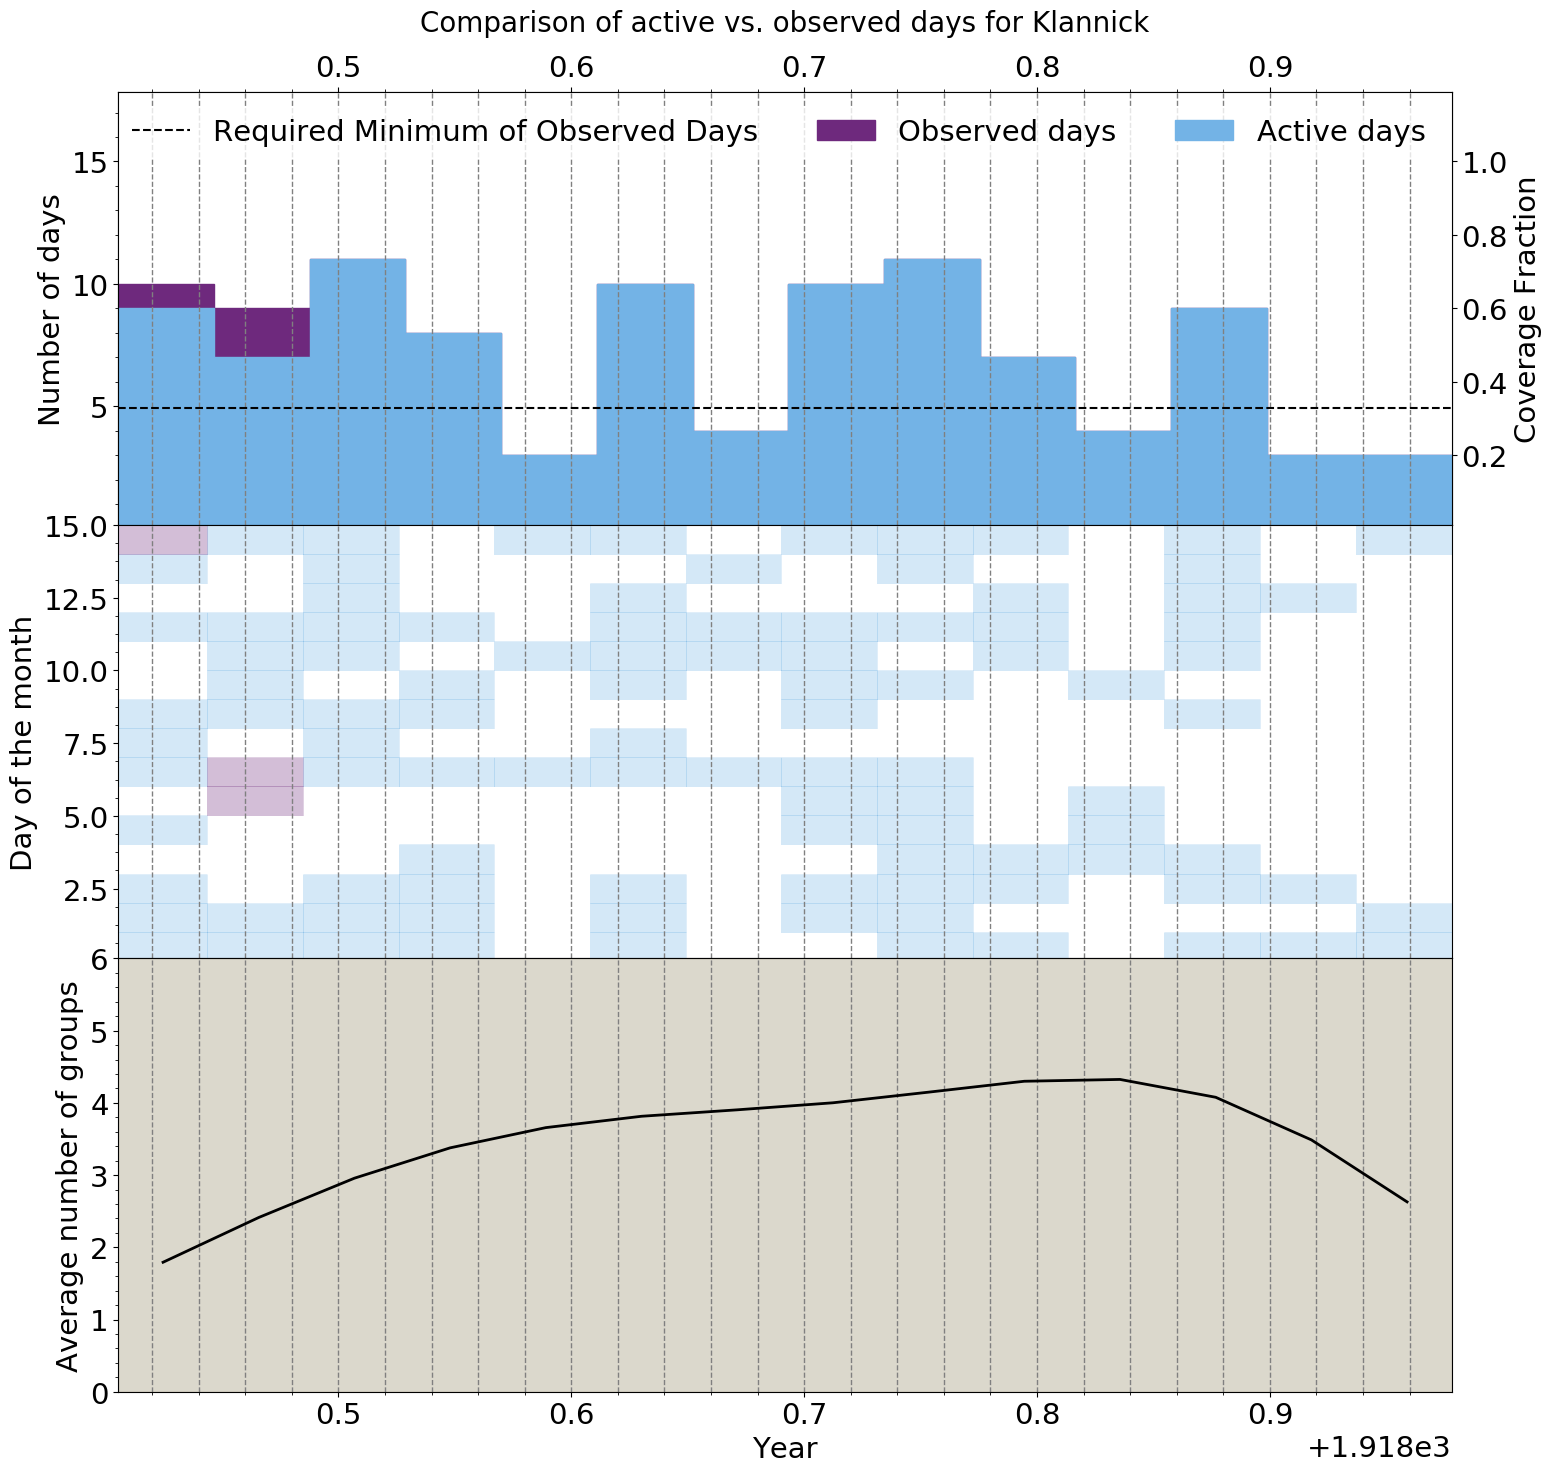 Comparison of active vs. observed days for Klannick
0.5 0.6 0.7 0.8 0.9
Required Minimum of Observed Days Observed days Active days
Number of days
15
10
5
Coverage Fraction
1.0
0.8
0.6
0.4
0.2
Day of the month
15.0
12.5
10.0
7.5
5.0
2.5
Average number of groups
6
5
4
3
2
1
0
0.5 0.6 0.7 0.8 0.9
Year
+1.918e3